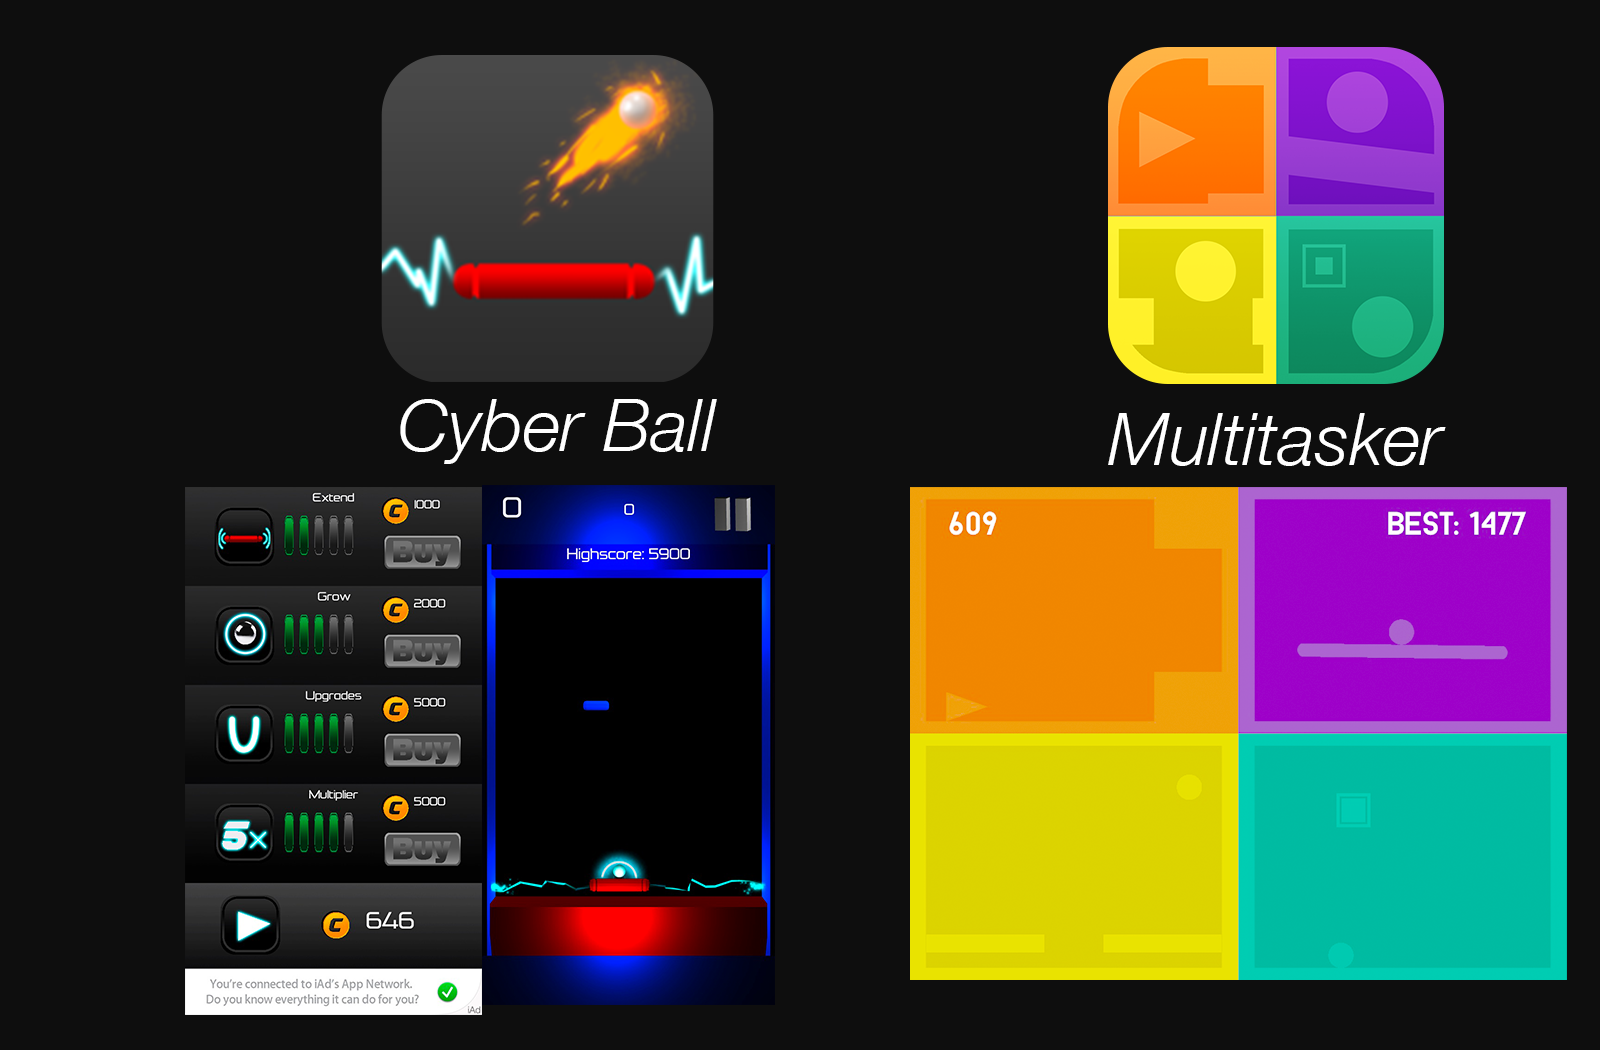 Cyber Ball
Multitasker
Extend
C 1000
Buy
Grow
C 2000
Buy
Upgrades
C 5000
U
Buy
Multiplier
C 5000
5x
Buy
C 646
You're connected to iAd's App Network.
Do you know everything it can do for you?
iAd
0
0
Highscore: 5900
609
BEST: 1477